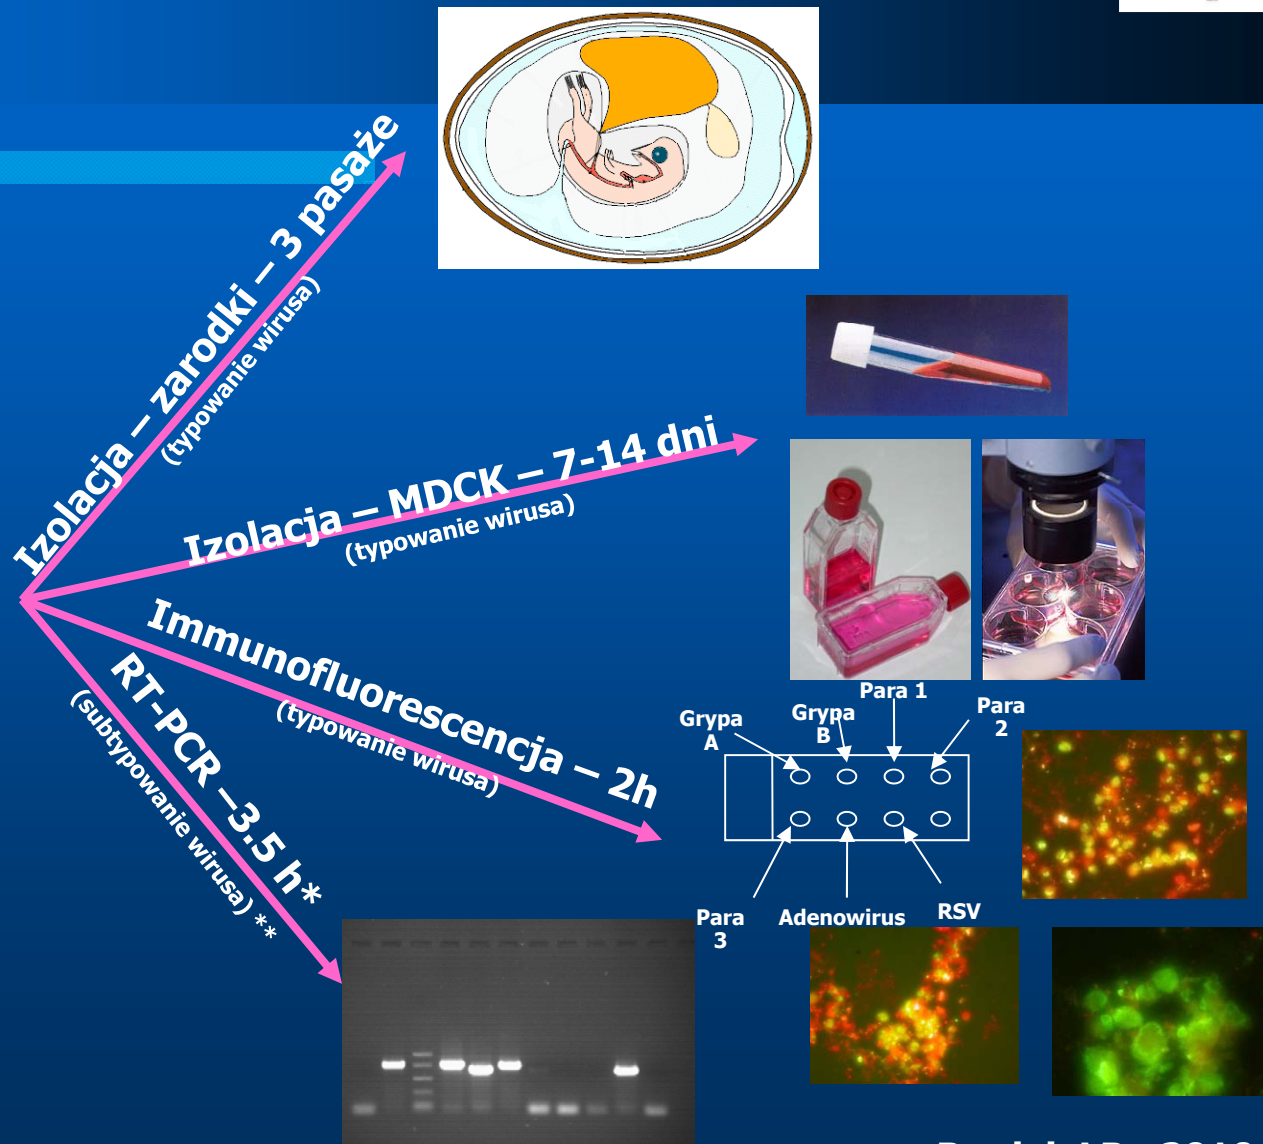 Izolacja – zarodki – 3 pasaże
(typowanie wirusa)
Izolacja – MDCK – 7-14 dni
(typowanie wirusa)
Immunofluorescencja – 2h
(typowanie wirusa)
RT-PCR –3.5 h*
(subtypowanie wirusa) **
Para 1
Grypa
A
Grypa
B
Para
2
Para
3
Adenowirus
RSV